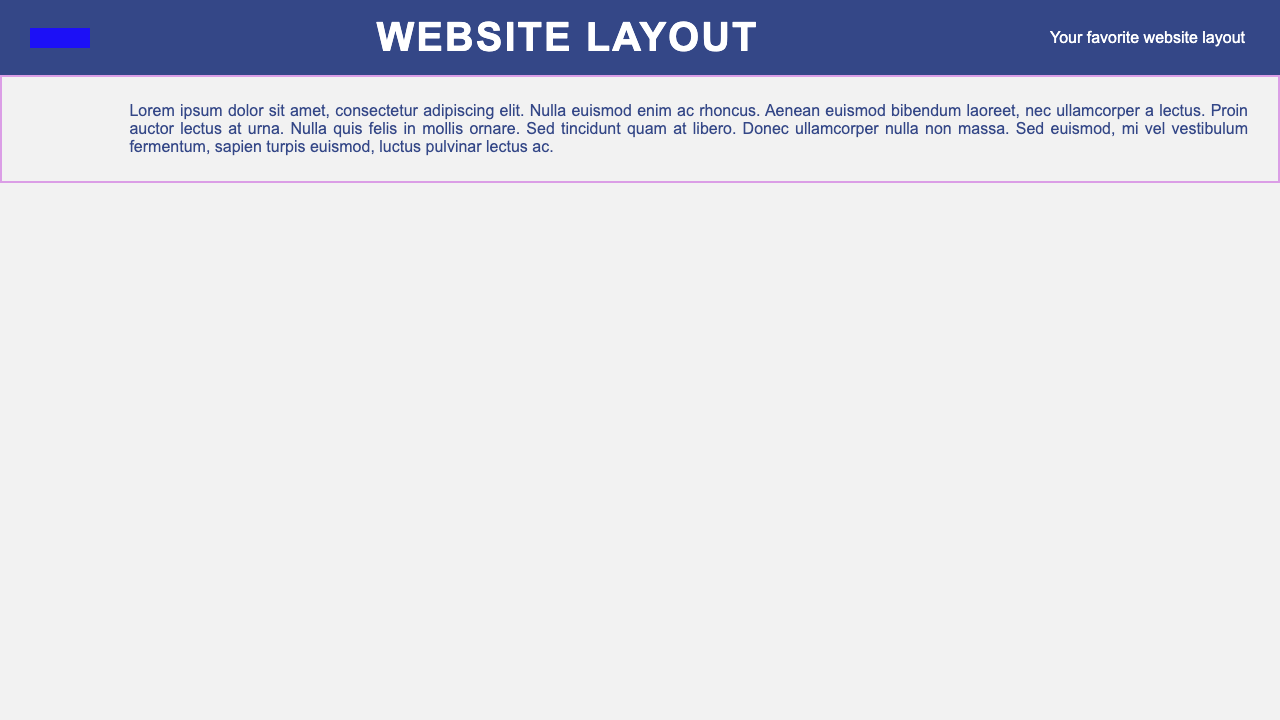 WEBSITE LAYOUT
Your favorite website layout
Lorem ipsum dolor sit amet, consectetur adipiscing elit. Nulla euismod enim ac rhoncus. Aenean euismod bibendum laoreet, nec ullamcorper a lectus. Proin
auctor lectus at urna. Nulla quis felis in mollis ornare. Sed tincidunt quam at libero. Donec ullamcorper nulla non massa. Sed euismod, mi vel vestibulum
fermentum, sapien turpis euismod, luctus pulvinar lectus ac.